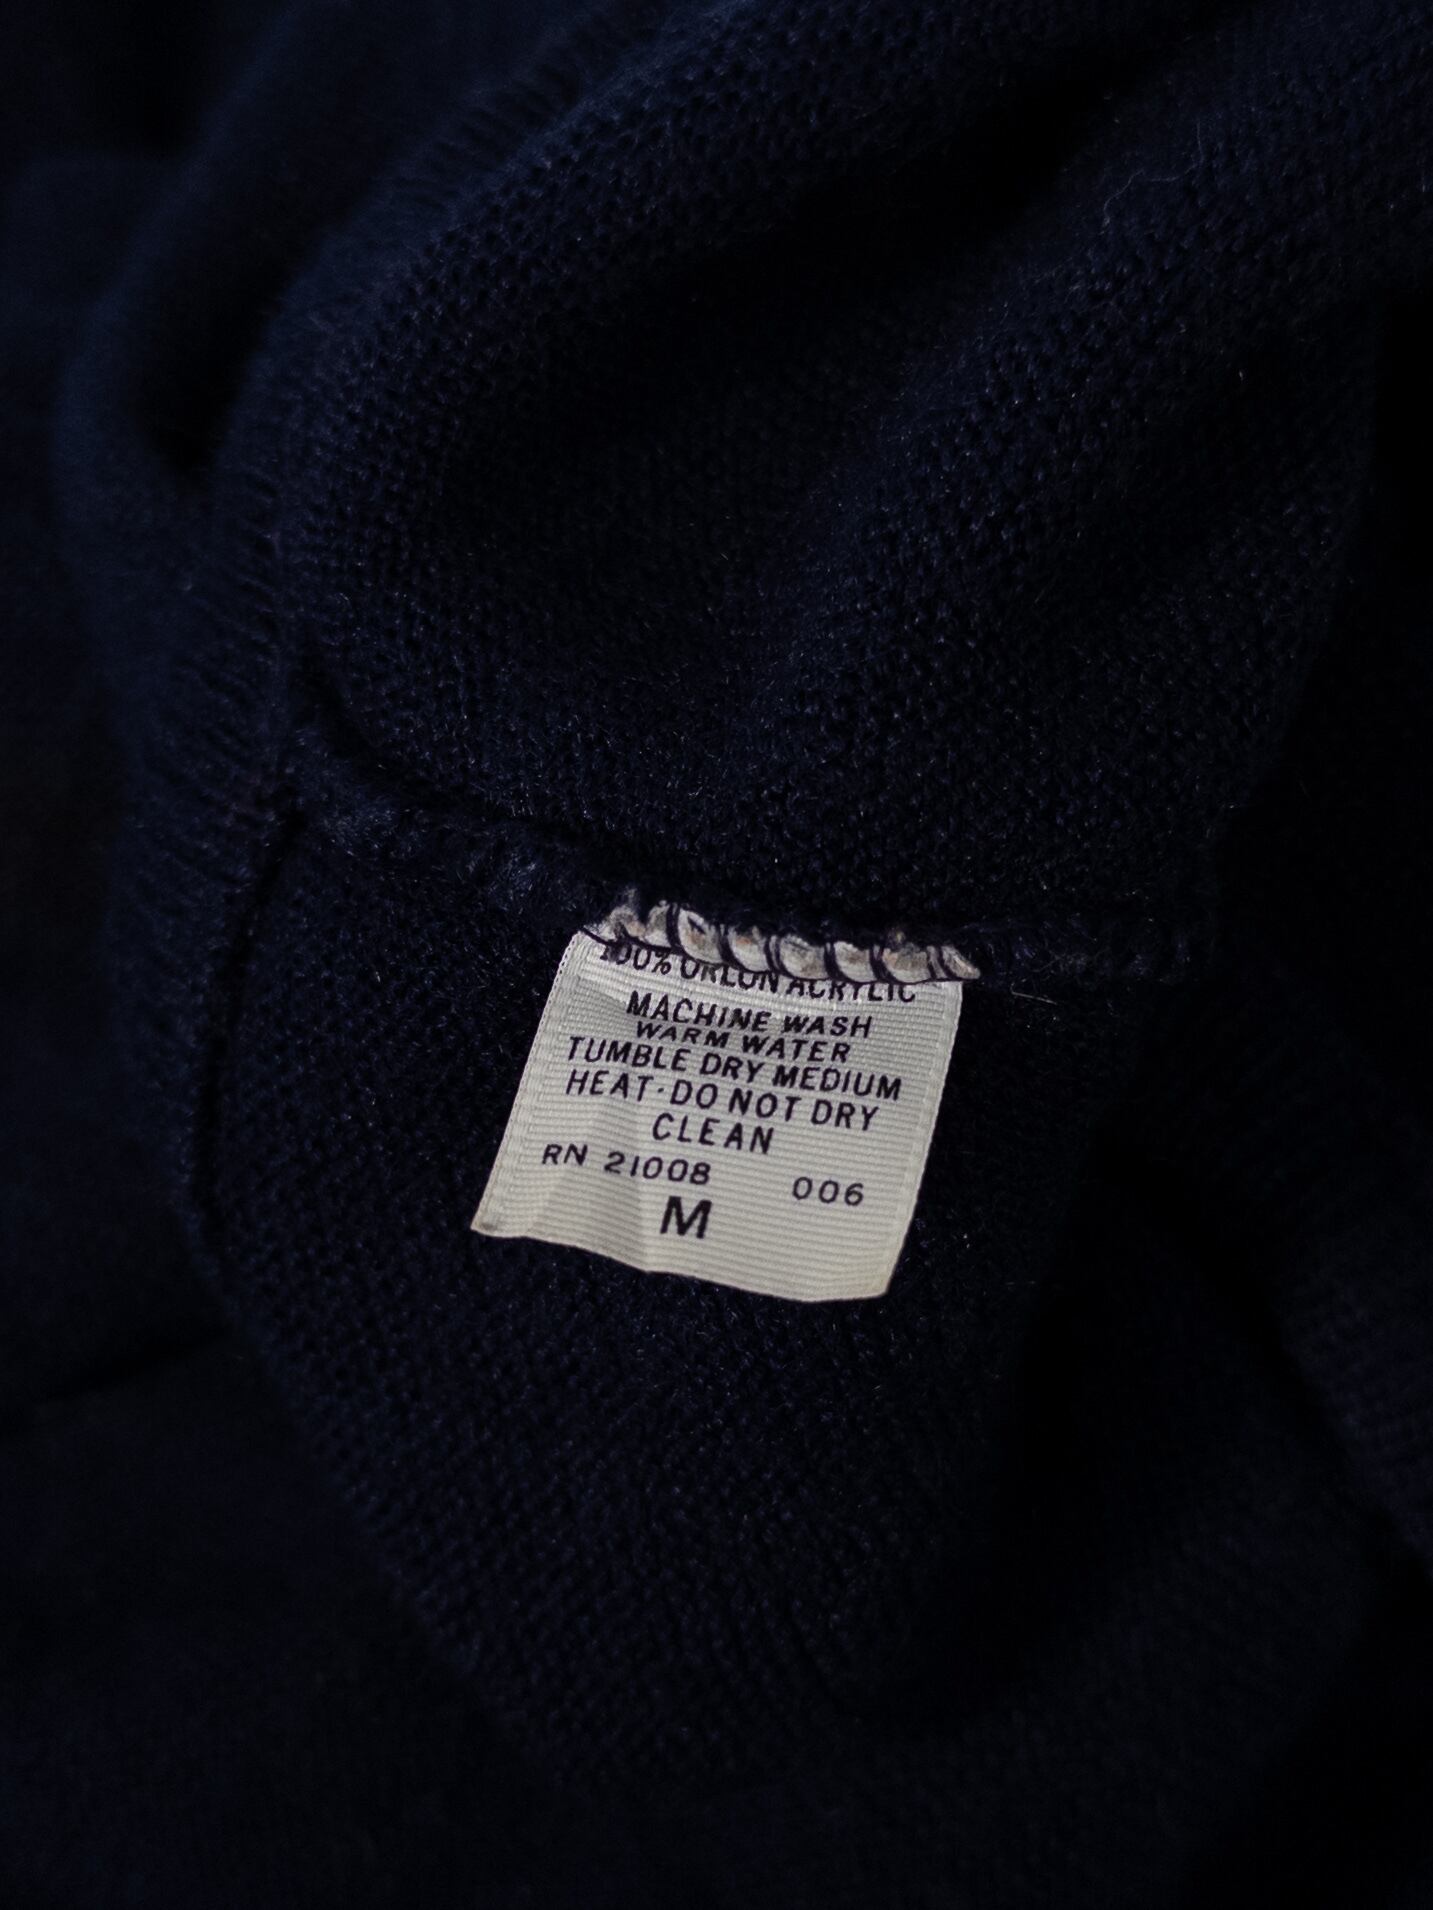 100% ORLON ACRYLIC
MACHINE WASH
WARM WATER
TUMBLE DRY MEDIUM
HEAT·DO NOT DRY
CLEAN
RN 21008 006
M